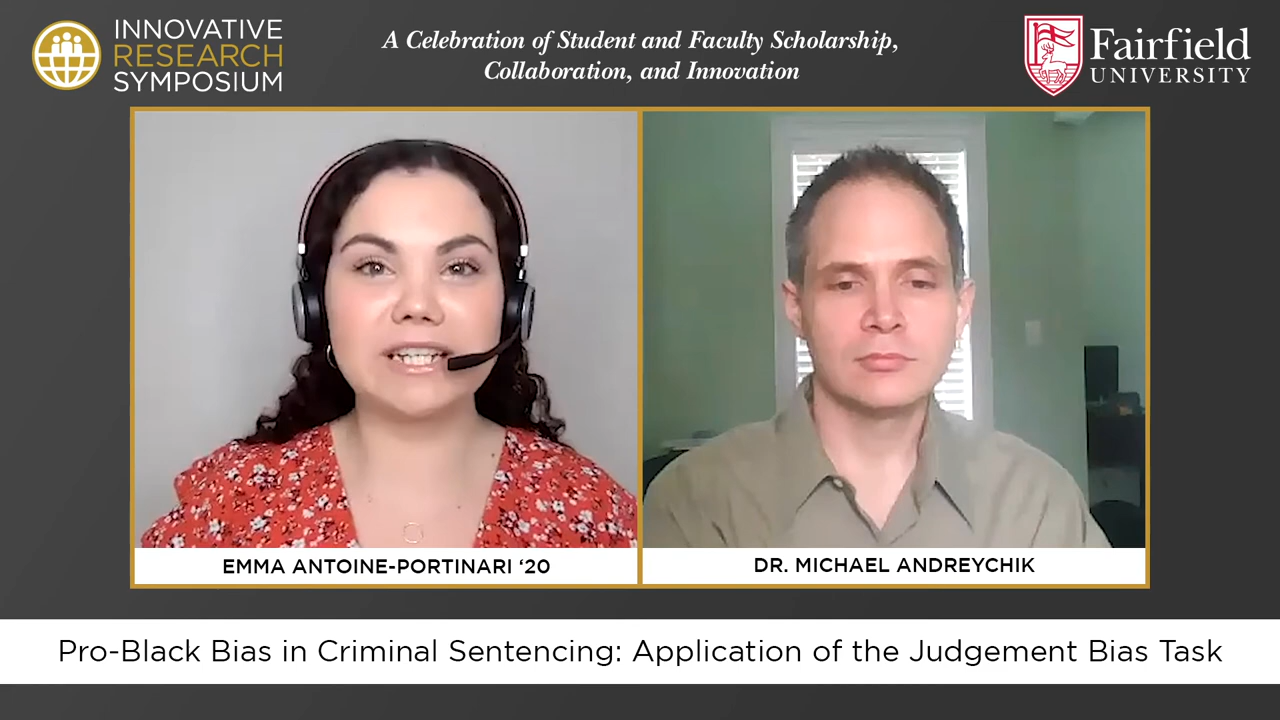 INNOVATIVE
RESEARCH
SYMPOSIUM
A Celebration of Student and Faculty Scholarship,
Collaboration, and Innovation
Fairfield
UNIVERSITY
EMMA ANTOINE-PORTINARI ‘20
DR. MICHAEL ANDREYCHIK
Pro-Black Bias in Criminal Sentencing: Application of the Judgement Bias Task